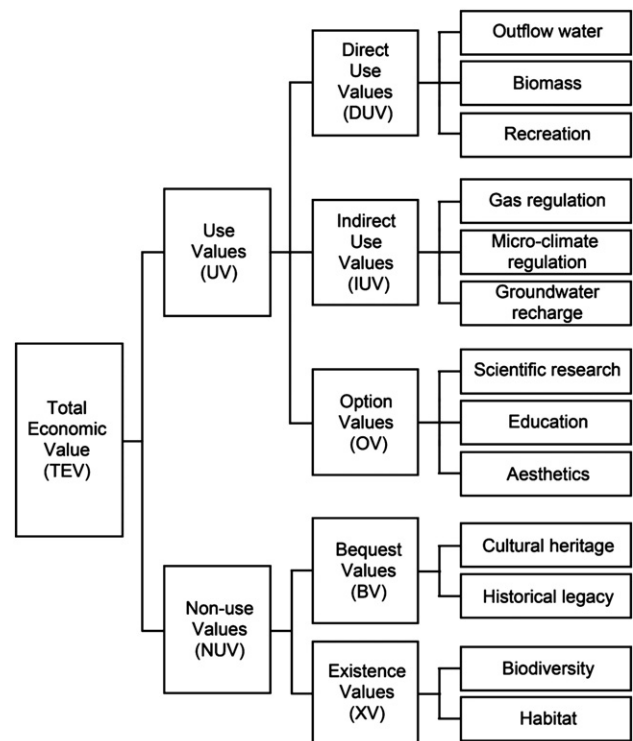 Total
Economic
Value
(TEV)
Use
Values
(UV)
Non-use
Values
(NUV)
Direct
Use
Values
(DUV)
Indirect
Use
Values
(IUV)
Option
Values
(OV)
Bequest
Values
(BV)
Existence
Values
(XV)
Outflow water
Biomass
Recreation
Gas regulation
Micro-climate
regulation
Groundwater
recharge
Scientific research
Education
Aesthetics
Cultural heritage
Historical legacy
Biodiversity
Habitat